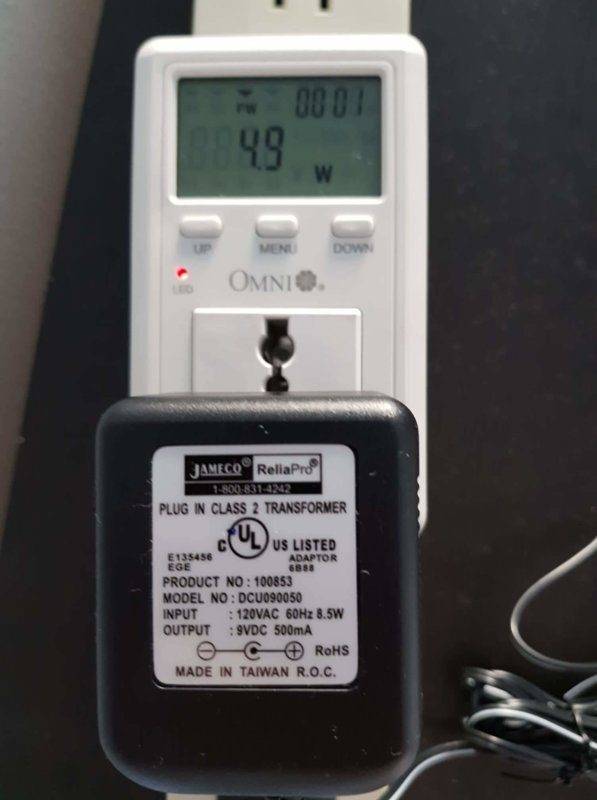 PW 0001
4.9
W
UP MENU DOWN
LED
OMNI ®
JAMECO® ReliaPro®
1-800-831-4242
PLUG IN CLASS 2 TRANSFORMER
C UL US LISTED
E135456 ADAPTOR
EGE 6B88
PRODUCT NO : 100853
MODEL NO : DCU090050
INPUT : 120VAC 60Hz 8.5W
OUTPUT : 9VDC 500mA
RoHS
MADE IN TAIWAN R.O.C.